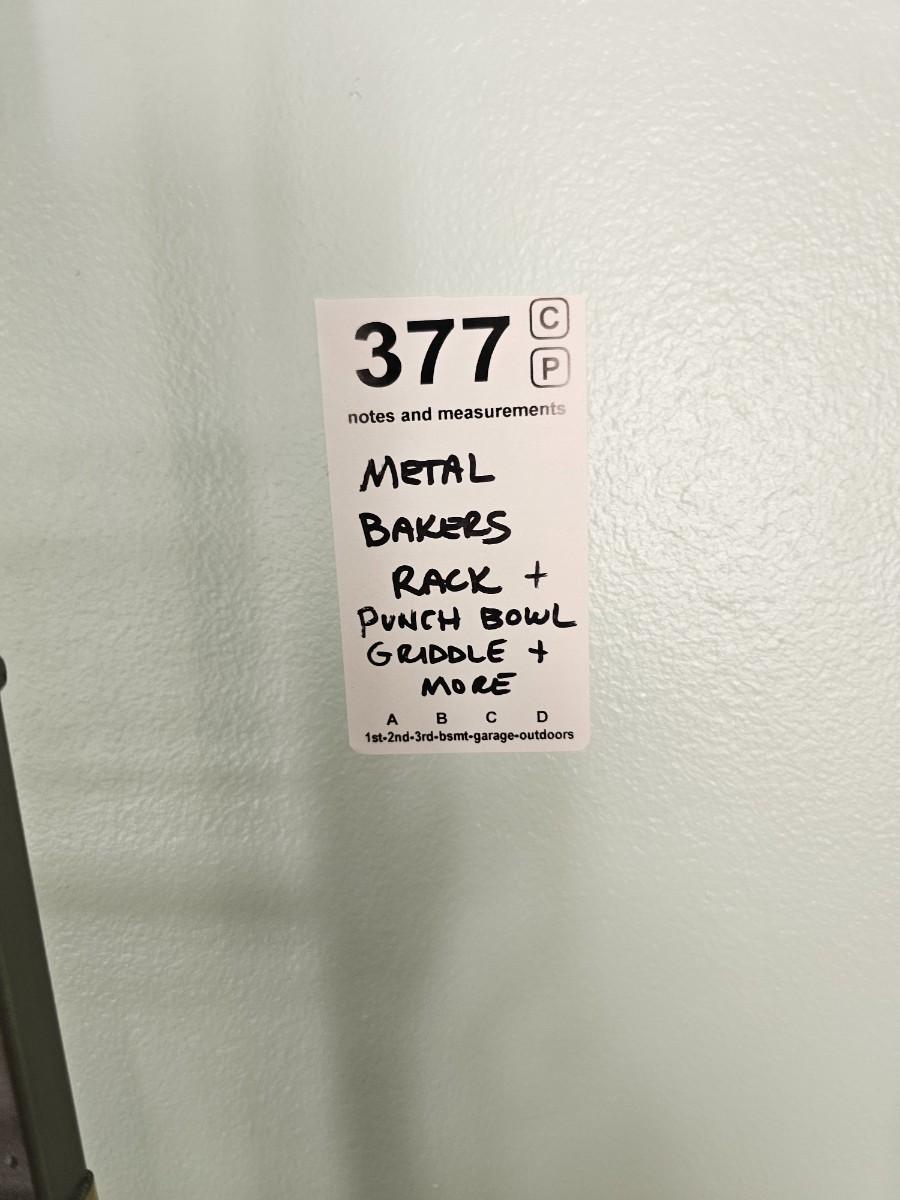 377 C
P
notes and measurements
METAL
BAKERS
RACK +
PUNCH BOWL
GRIDDLE +
MORE
A B C D
1st-2nd-3rd-bsmt-garage-outdoors